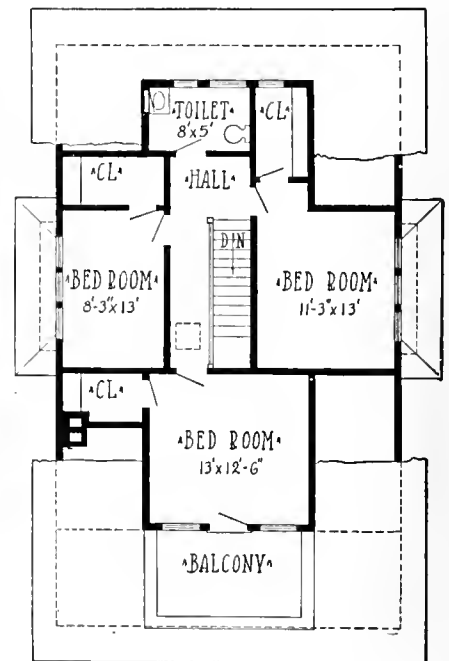 TOILET
8'x5'
CL
CL
HALL
DN
BED ROOM
8'-3"x13'
BED ROOM
11'-3"x13'
CL
BED ROOM
13'x12'-6"
BALCONY